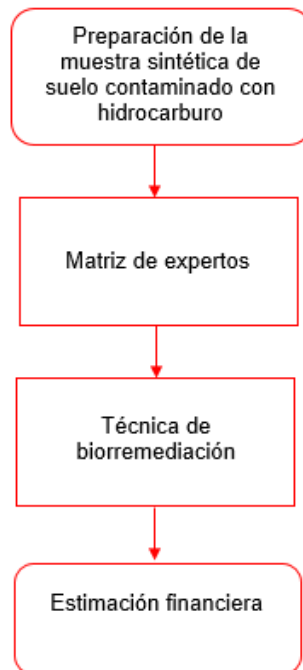 Preparación de la
muestra sintética de
suelo contaminado con
hidrocarburo
Matriz de expertos
Técnica de
biorremediación
Estimación financiera